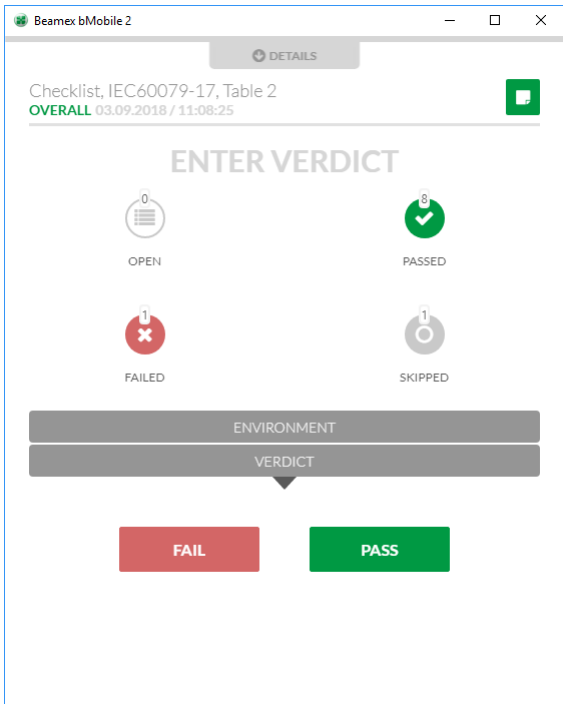 Beamex bMobile 2
DETAILS
Checklist, IEC60079-17, Table 2
OVERALL 03.09.2018 / 11:08:25
ENTER VERDICT
0
8
OPEN
PASSED
1
1
FAILED
SKIPPED
ENVIRONMENT
VERDICT
FAIL
PASS